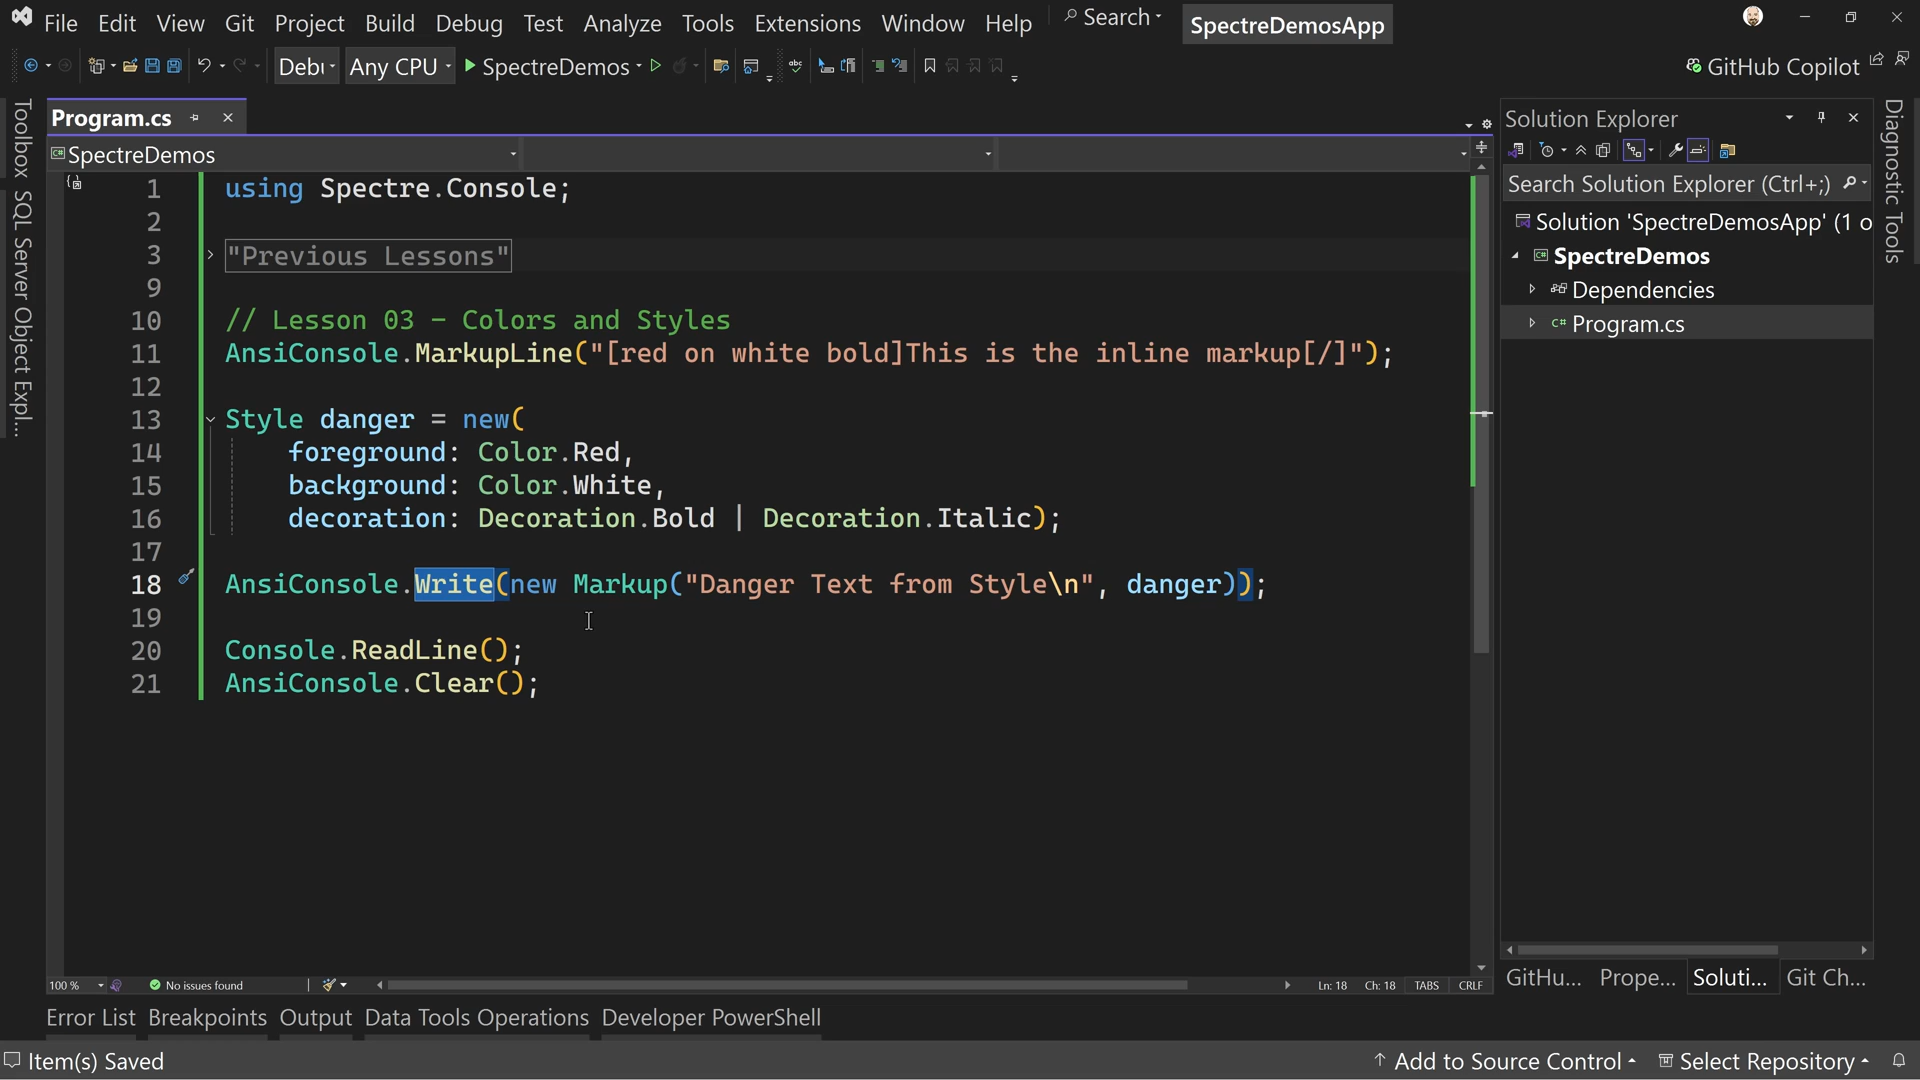 File Edit View Git Project Build Debug Test Analyze Tools Extensions Window Help Search SpectreDemosApp
Debu Any CPU SpectreDemos GitHub Copilot
Toolbox
SQL Server Object Expl...
Program.cs
SpectreDemos
1 using Spectre.Console;
2
3 "Previous Lessons"
9
10 // Lesson 03 - Colors and Styles
11 AnsiConsole.MarkupLine("[red on white bold]This is the inline markup[/]");
12
13 Style danger = new(
14 foreground: Color.Red,
15 background: Color.White,
16 decoration: Decoration.Bold | Decoration.Italic);
17
18 AnsiConsole.Write(new Markup("Danger Text from Style\n", danger));
19
20 Console.ReadLine();
21 AnsiConsole.Clear();
100 % No issues found Ln: 18 Ch: 18 TABS CRLF
Solution Explorer
Search Solution Explorer (Ctrl+;)
Solution 'SpectreDemosApp' (1 o
SpectreDemos
Dependencies
C# Program.cs
GitHu... Prope... Soluti... Git Ch...
Diagnostic Tools
Error List Breakpoints Output Data Tools Operations Developer PowerShell
Item(s) Saved Add to Source Control Select Repository